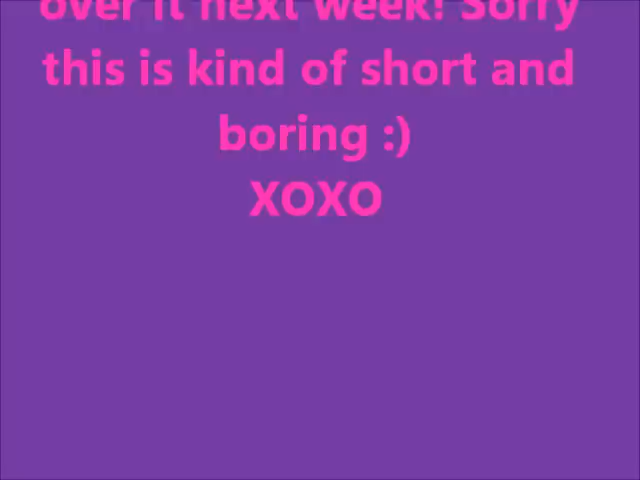 over it next week! Sorry
this is kind of short and
boring :)
XOXO